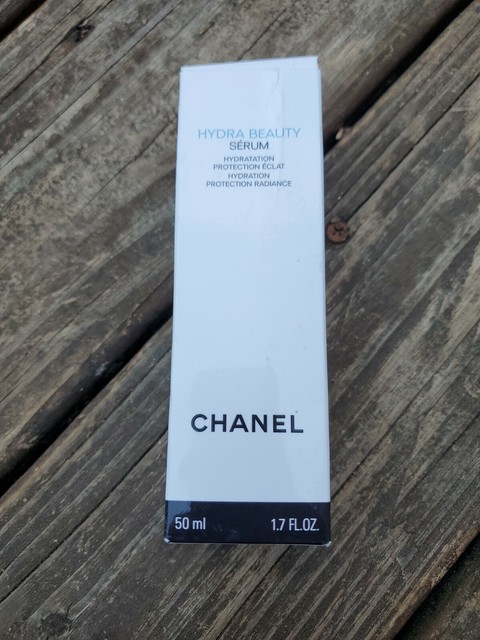 HYDRA BEAUTY
SÉRUM
HYDRATATION
PROTECTION ÉCLAT
HYDRATION
PROTECTION RADIANCE
CHANEL
50 ml 1.7 FL.OZ.